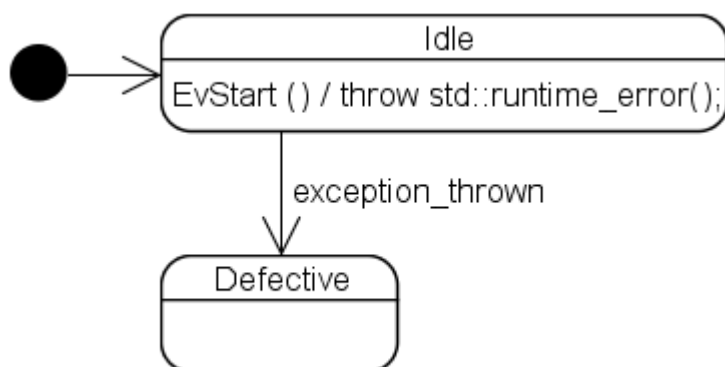 Idle
EvStart () / throw std::runtime_error();
exception_thrown
Defective